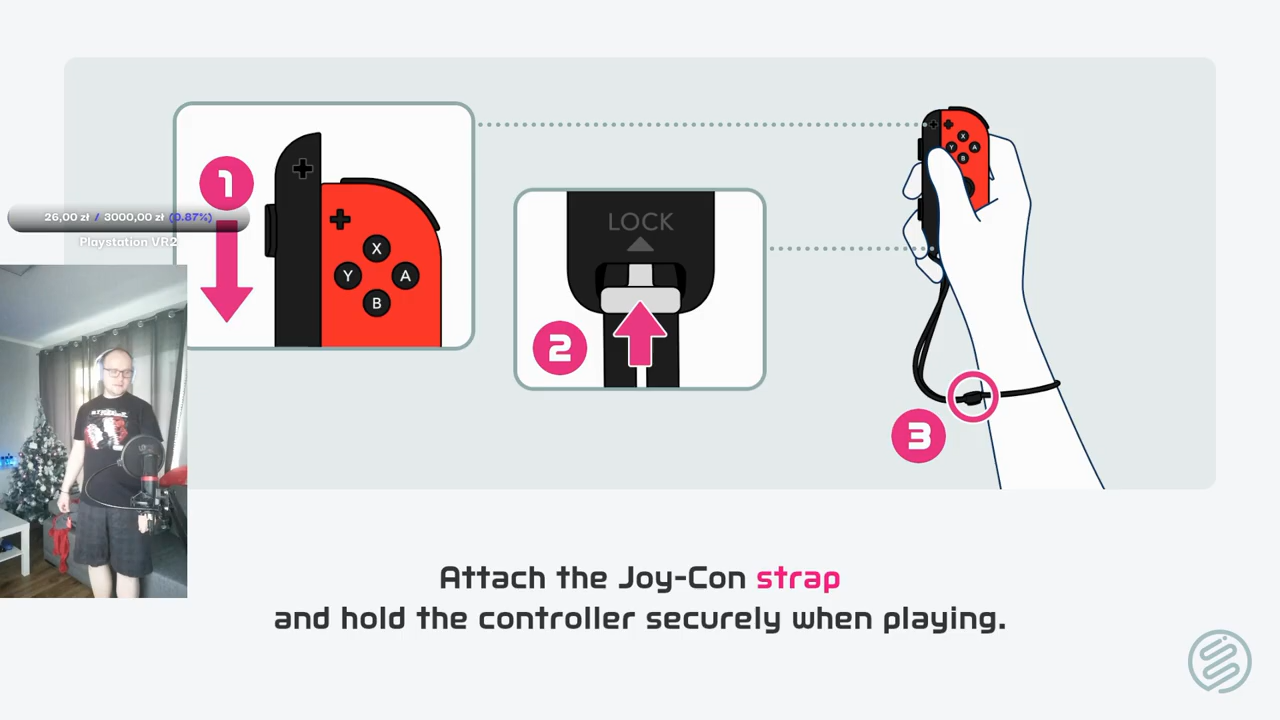 1
X
Y
A
B
26,00 zł / 3000,00 zł (0.87%)
Playstation VR2
LOCK
2
X
Y
A
B
3
Attach the Joy-Con strap
and hold the controller securely when playing.